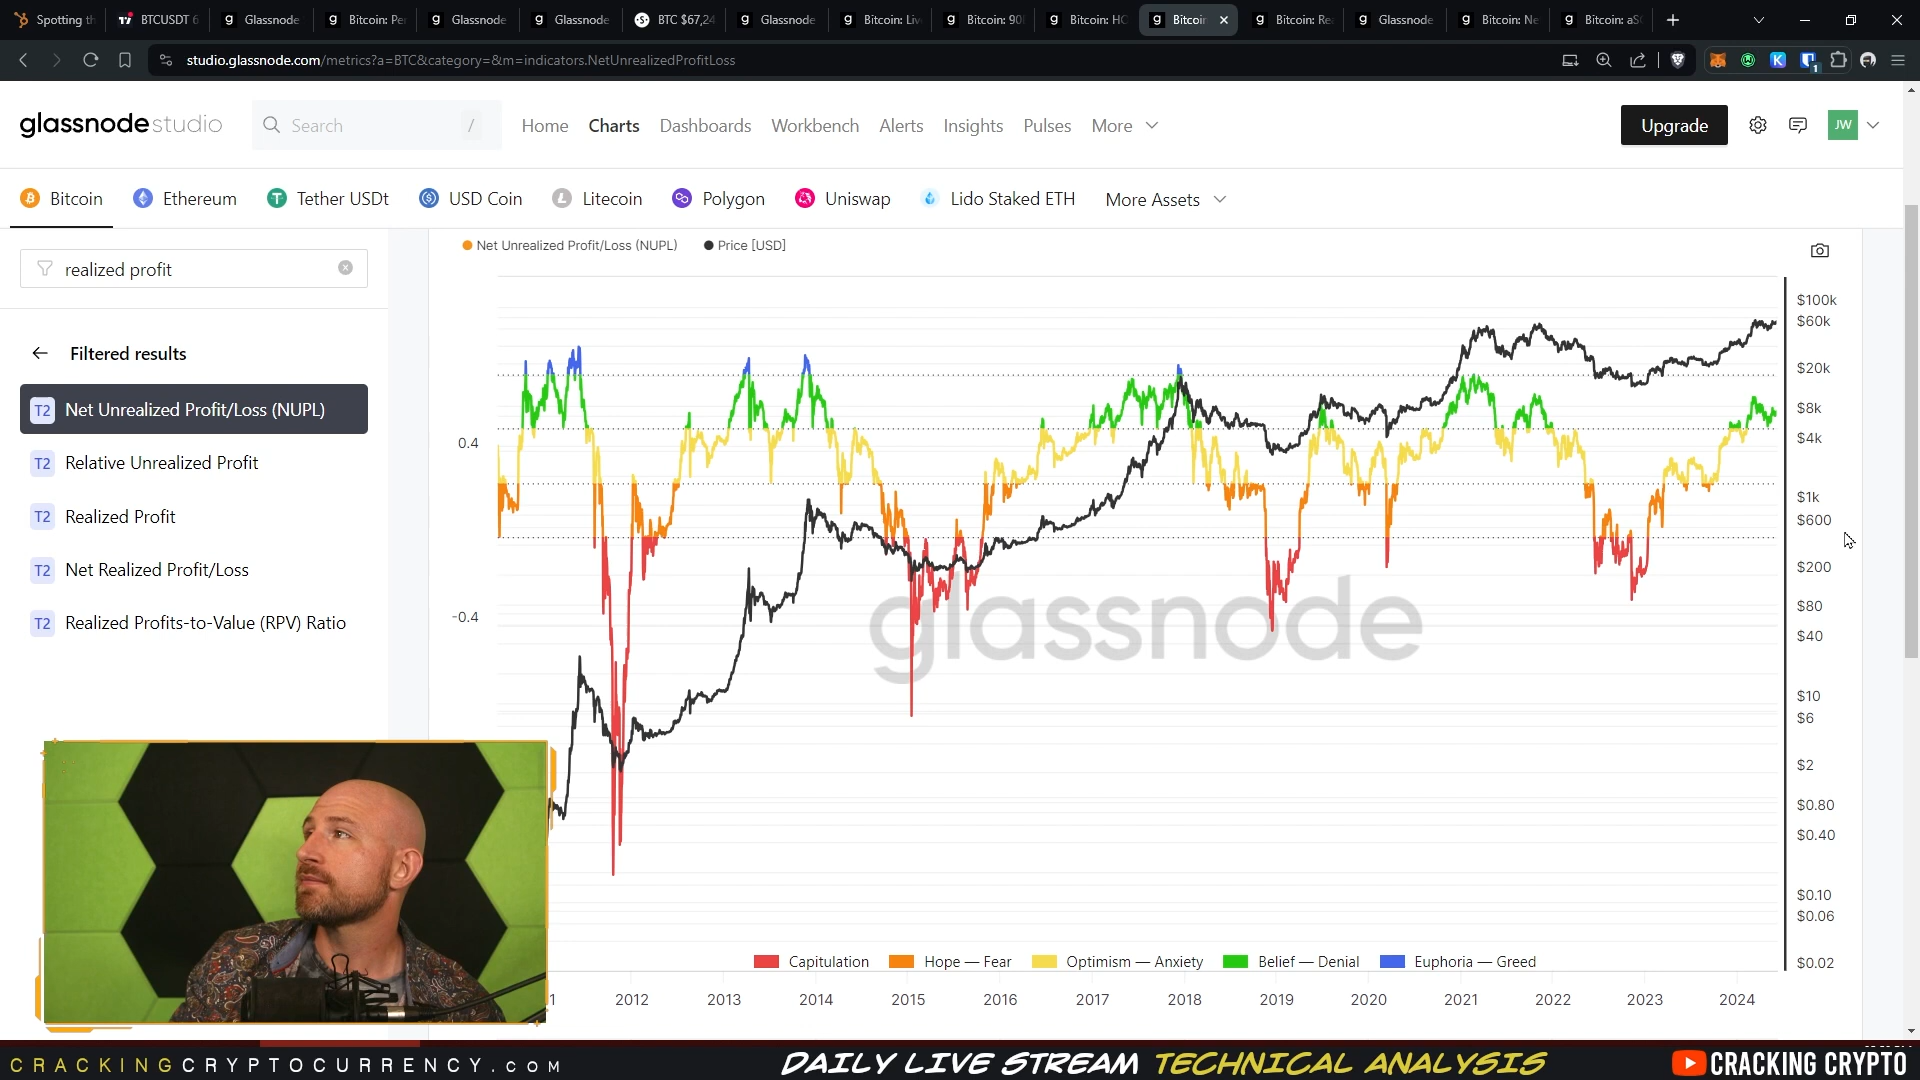 Spotting th
BTCUSDT 6
Glassnode
Bitcoin: Pe
Glassnode
Glassnode
BTC $67,24
Glassnode
Bitcoin: Liv
Bitcoin: 90
Bitcoin: HO
Bitcoin
Bitcoin: Re
Glassnode
Bitcoin: Ne
Bitcoin: aS
studio.glassnode.com/metrics?a=BTC&category=&m=indicators.NetUnrealizedProfitLoss
glassnode studio
Search /
Home Charts Dashboards Workbench Alerts Insights Pulses More
Upgrade
JW
Bitcoin Ethereum Tether USDt USD Coin Litecoin Polygon Uniswap Lido Staked ETH More Assets
realized profit
Filtered results
T2 Net Unrealized Profit/Loss (NUPL)
T2 Relative Unrealized Profit
T2 Realized Profit
T2 Net Realized Profit/Loss
T2 Realized Profits-to-Value (RPV) Ratio
Net Unrealized Profit/Loss (NUPL) Price [USD]
0.4
-0.4
$100k
$60k
$20k
$8k
$4k
$1k
$600
$200
$80
$40
$10
$6
$2
$0.80
$0.40
$0.10
$0.06
$0.02
glassnode
Capitulation Hope — Fear Optimism — Anxiety Belief — Denial Euphoria — Greed
1 2012 2013 2014 2015 2016 2017 2018 2019 2020 2021 2022 2023 2024
CRACKINGCRYPTOCURRENCY.COM
DAILY LIVE STREAM TECHNICAL ANALYSIS
CRACKING CRYPTO